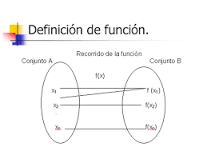 Definición de función.
Recorrido de la función
Conjunto A
Conjunto B
f(x)
x₁ f (x₁)
x₂ f(x₂)
xₙ f(xₙ)